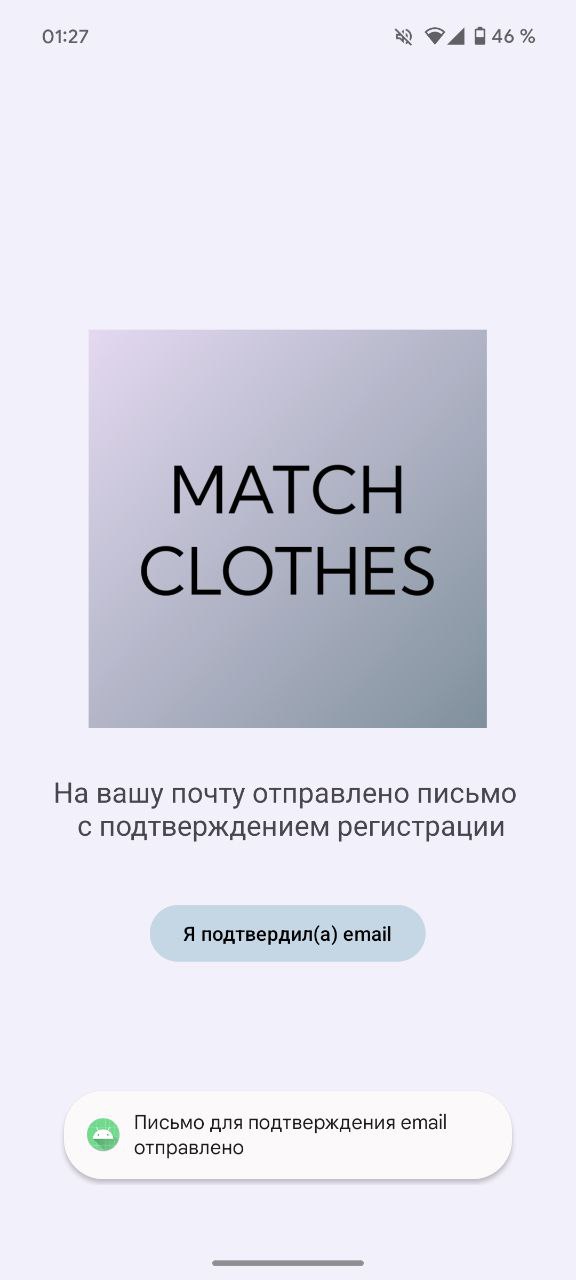 01:27
46 %
MATCH
CLOTHES
На вашу почту отправлено письмо
с подтверждением регистрации
Я подтвердил(а) email
Письмо для подтверждения email
отправлено